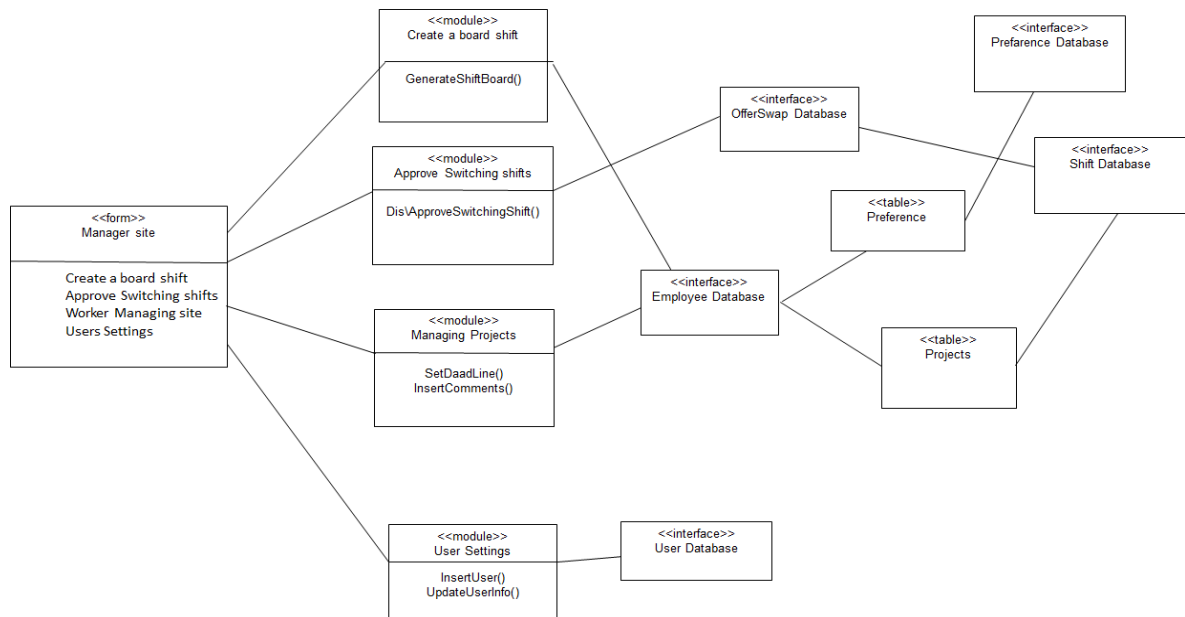 <<form>>
Manager site
Create a board shift
Approve Switching shifts
Worker Managing site
Users Settings
<<module>>
Create a board shift
GenerateShiftBoard()
<<module>>
Approve Switching shifts
Dis\ApproveSwitchingShift()
<<module>>
Managing Projects
SetDaadLine()
InsertComments()
<<module>>
User Settings
InsertUser()
UpdateUserInfo()
<<interface>>
OfferSwap Database
<<interface>>
Employee Database
<<interface>>
User Database
<<table>>
Preference
<<table>>
Projects
<<interface>>
Prefarence Database
<<interface>>
Shift Database